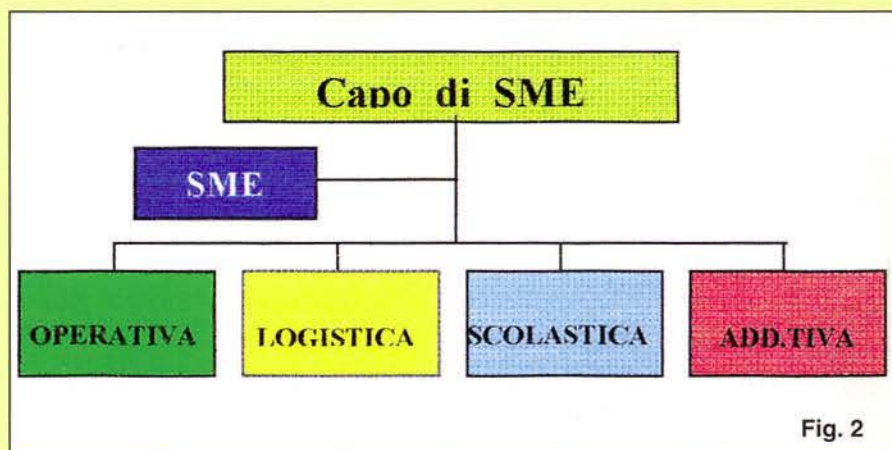 Capo di SME
SME
OPERATIVA
LOGISTICA
SCOLASTICA
ADD.TIVA
Fig. 2